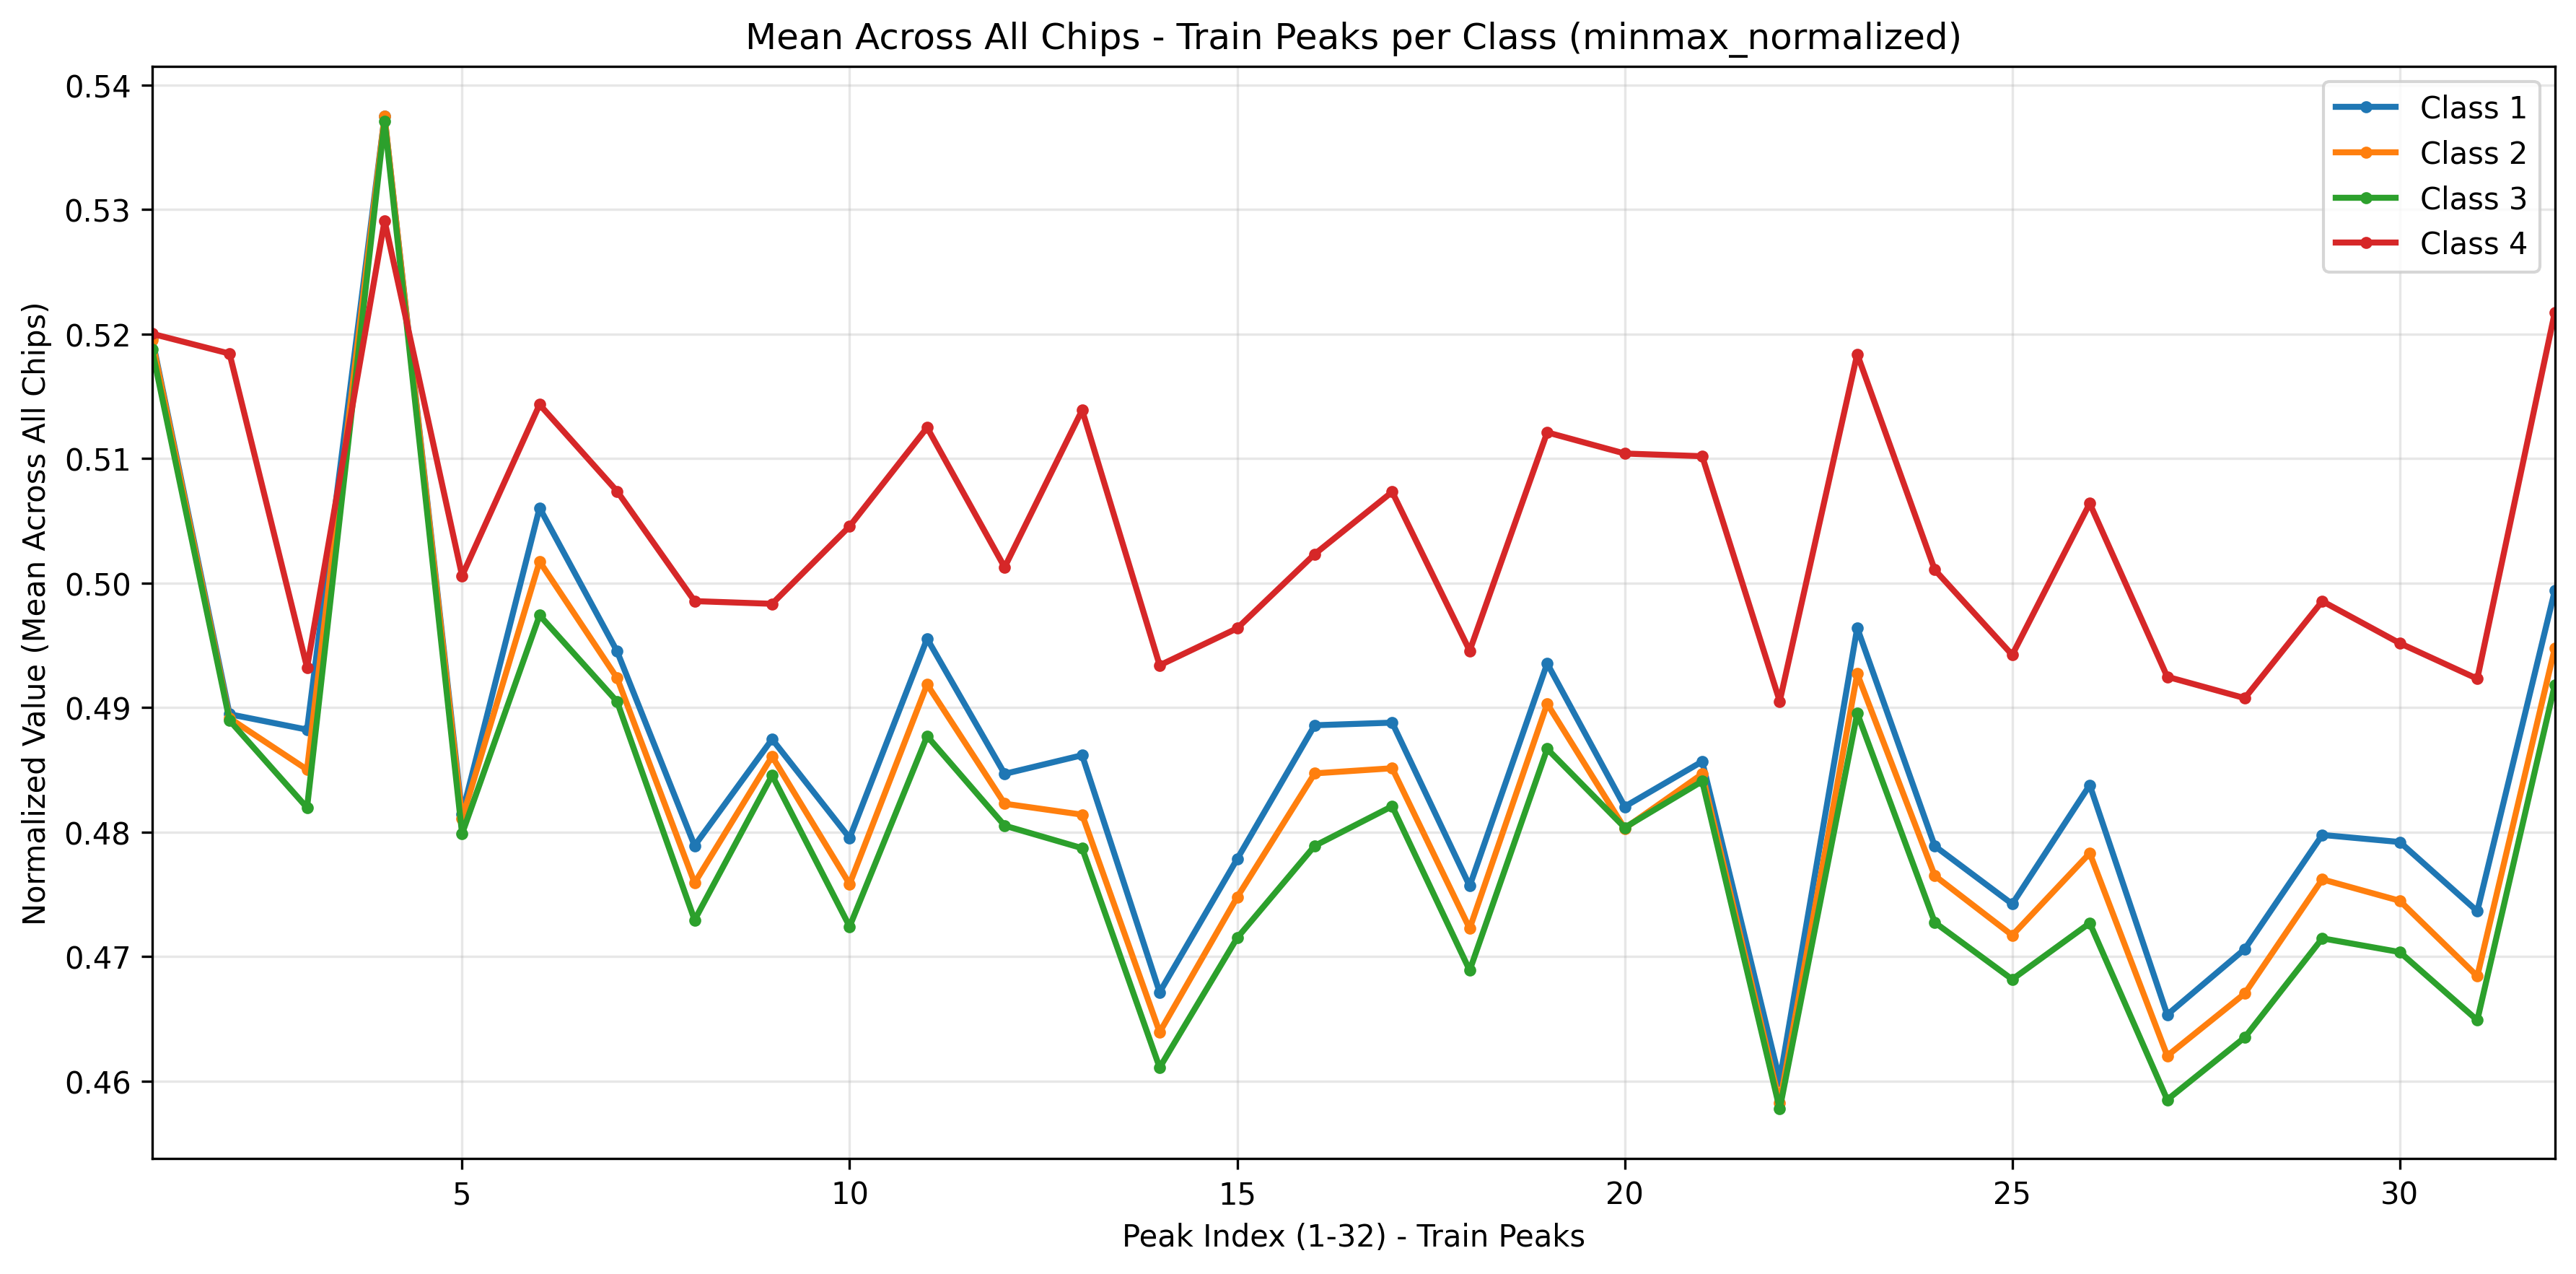 Mean Across All Chips - Train Peaks per Class (minmax_normalized)
Normalized Value (Mean Across All Chips)
0.54
0.53
0.52
0.51
0.50
0.49
0.48
0.47
0.46
Class 1
Class 2
Class 3
Class 4
5 10 15 20 25 30
Peak Index (1-32) - Train Peaks